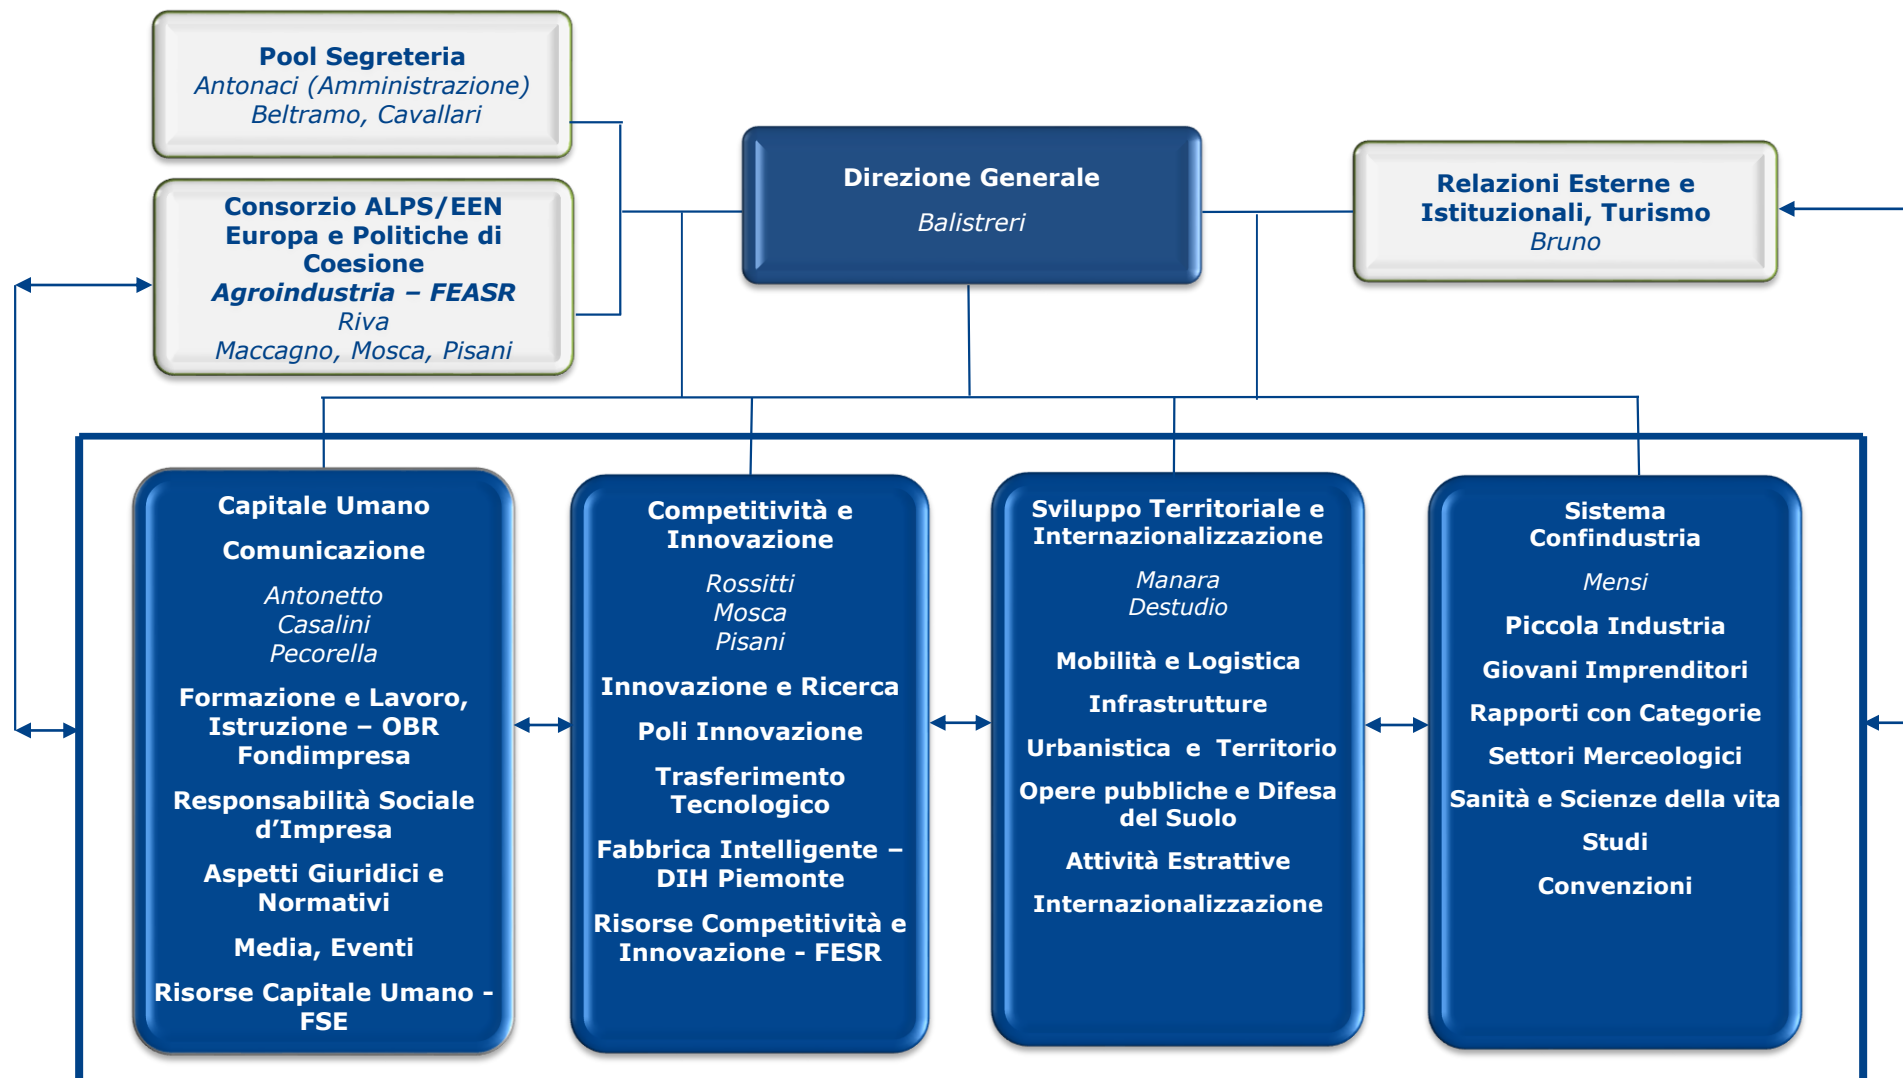 Pool Segreteria
Antonaci (Amministrazione)
Beltramo, Cavallari
Consorzio ALPS/EEN
Europa e Politiche di
Coesione
Agroindustria – FEASR
Riva
Maccagno, Mosca, Pisani
Direzione Generale
Balistreri
Relazioni Esterne e
Istituzionali, Turismo
Bruno
Capitale Umano
Comunicazione
Antonetto
Casalini
Pecorella
Formazione e Lavoro,
Istruzione – OBR
Fondimpresa
Responsabilità Sociale
d’Impresa
Aspetti Giuridici e
Normativi
Media, Eventi
Risorse Capitale Umano -
FSE
Competitività e
Innovazione
Rossitti
Mosca
Pisani
Innovazione e Ricerca
Poli Innovazione
Trasferimento
Tecnologico
Fabbrica Intelligente –
DIH Piemonte
Risorse Competitività e
Innovazione - FESR
Sviluppo Territoriale e
Internazionalizzazione
Manara
Destudio
Mobilità e Logistica
Infrastrutture
Urbanistica e Territorio
Opere pubbliche e Difesa
del Suolo
Attività Estrattive
Internazionalizzazione
Sistema
Confindustria
Mensi
Piccola Industria
Giovani Imprenditori
Rapporti con Categorie
Settori Merceologici
Sanità e Scienze della vita
Studi
Convenzioni